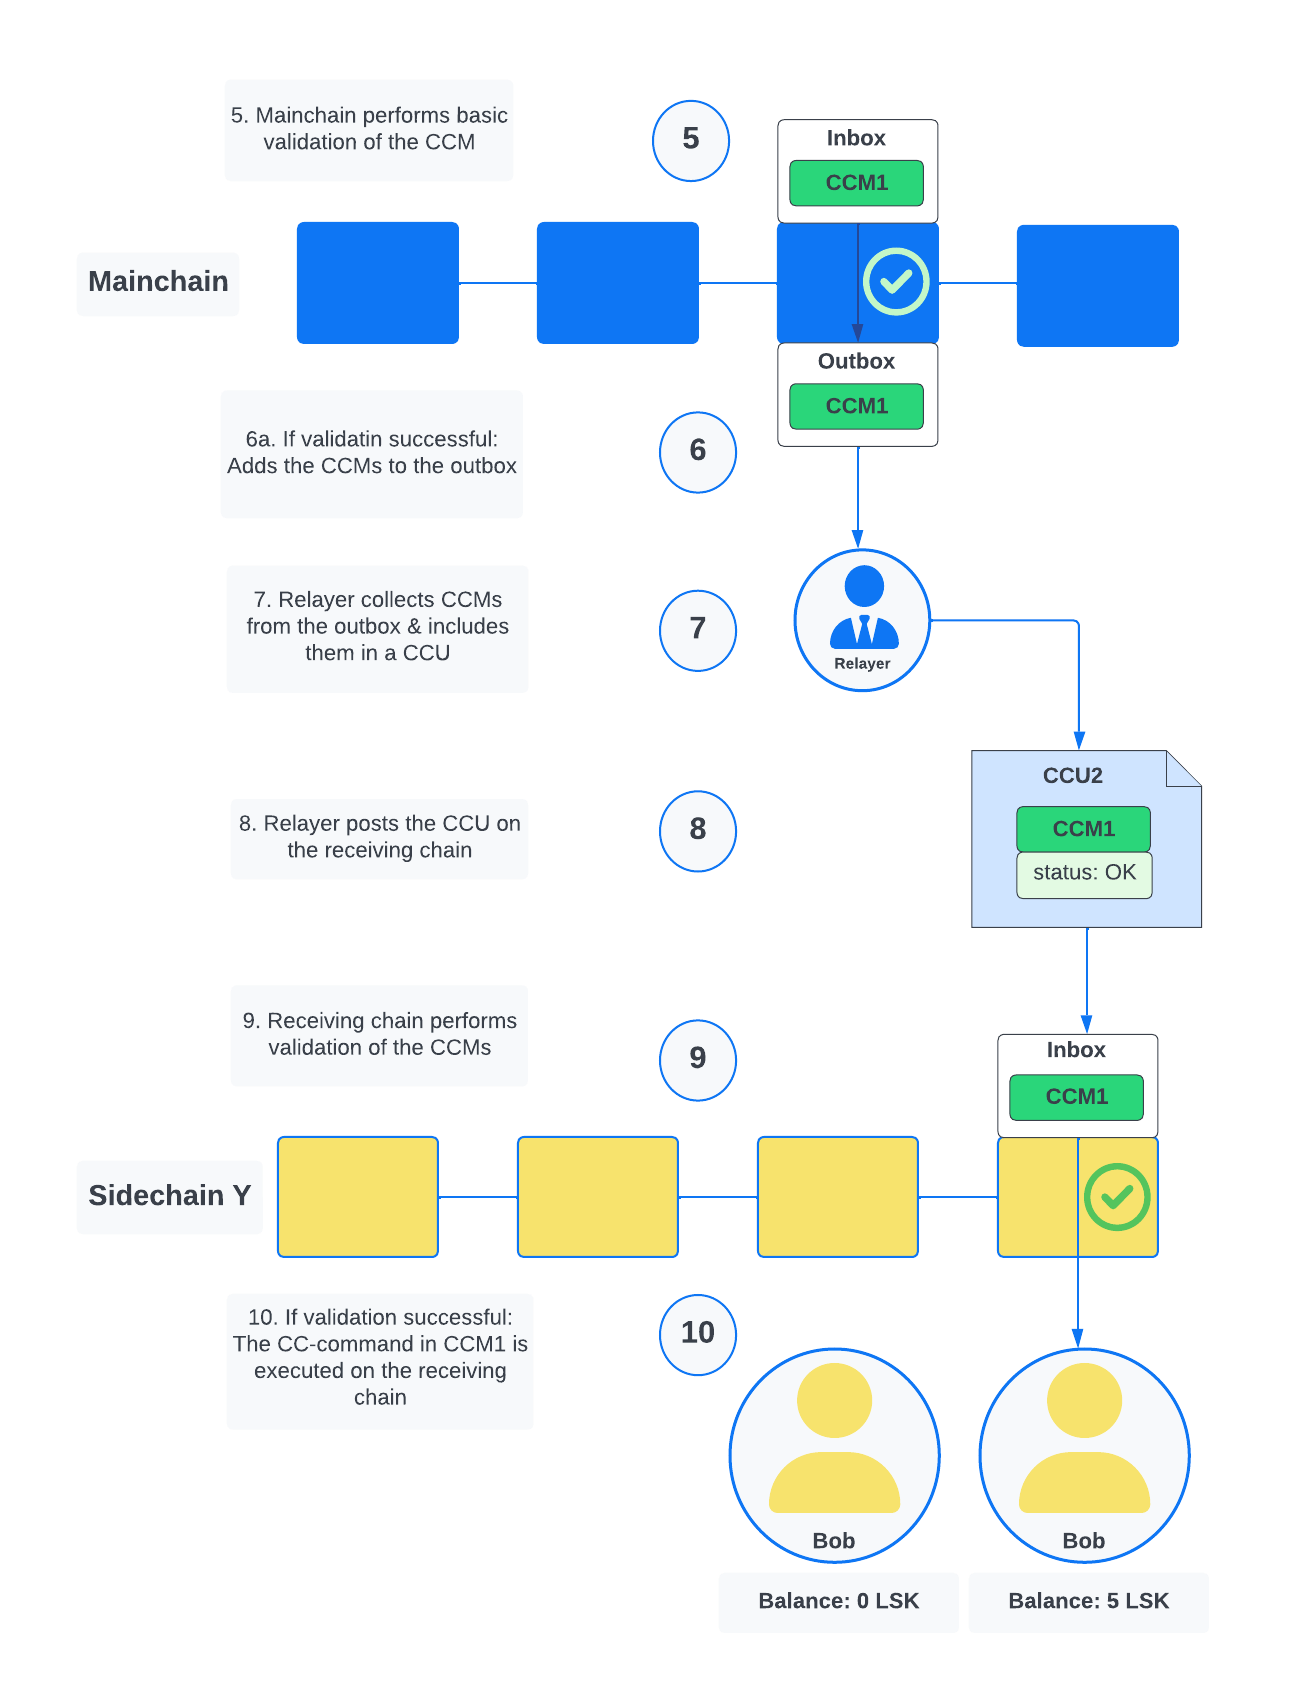 5. Mainchain performs basic
validation of the CCM
5
Inbox
CCM1
Mainchain
Outbox
CCM1
6a. If validatin successful:
Adds the CCMs to the outbox
6
7. Relayer collects CCMs
from the outbox & includes
them in a CCU
7
Relayer
CCU2
CCM1
status: OK
8. Relayer posts the CCU on
the receiving chain
8
9. Receiving chain performs
validation of the CCMs
9
Inbox
CCM1
Sidechain Y
10. If validation successful:
The CC-command in CCM1 is
executed on the receiving
chain
10
Bob
Bob
Balance: 0 LSK
Balance: 5 LSK